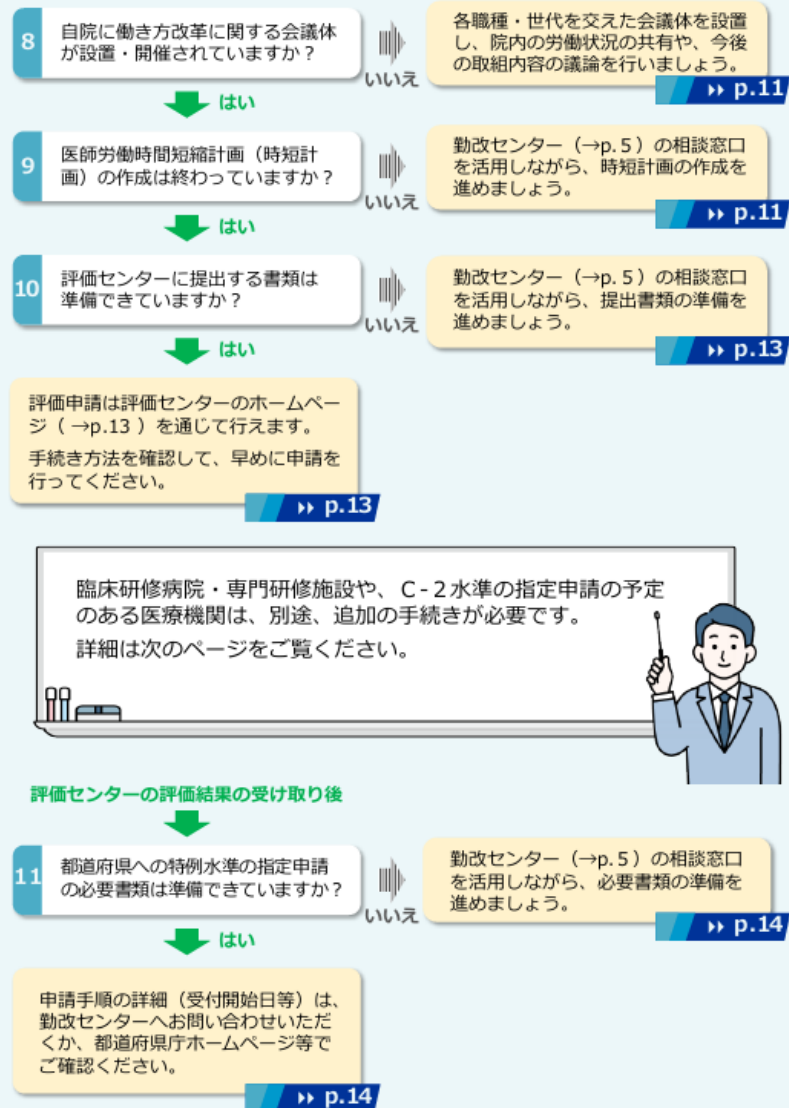 8
自院に働き方改革に関する会議体
が設置・開催されていますか？
いいえ
各職種・世代を交えた会議体を設置
し、院内の労働状況の共有や、今後
の取組内容の議論を行いましょう。
p.11
はい
9
医師労働時間短縮計画（時短計
画）の作成は終わっていますか？
いいえ
勤改センター（→p.５）の相談窓口
を活用しながら、時短計画の作成を
進めましょう。
p.11
はい
10
評価センターに提出する書類は
準備できていますか？
いいえ
勤改センター（→p.５）の相談窓口
を活用しながら、提出書類の準備を
進めましょう。
p.13
はい
評価申請は評価センターのホームペー
ジ（→p.13）を通じて行えます。
手続き方法を確認して、早めに申請を
行ってください。
p.13
臨床研修病院・専門研修施設や、Ｃ-２水準の指定申請の予定
のある医療機関は、別途、追加の手続きが必要です。
詳細は次のページをご覧ください。
評価センターの評価結果の受け取り後
11
都道府県への特例水準の指定申請
の必要書類は準備できていますか？
いいえ
勤改センター（→p.５）の相談窓口
を活用しながら、必要書類の準備を
進めましょう。
p.14
はい
申請手順の詳細（受付開始日等）は、
勤改センターへお問い合わせいただ
くか、都道府県庁ホームページ等で
ご確認ください。
p.14